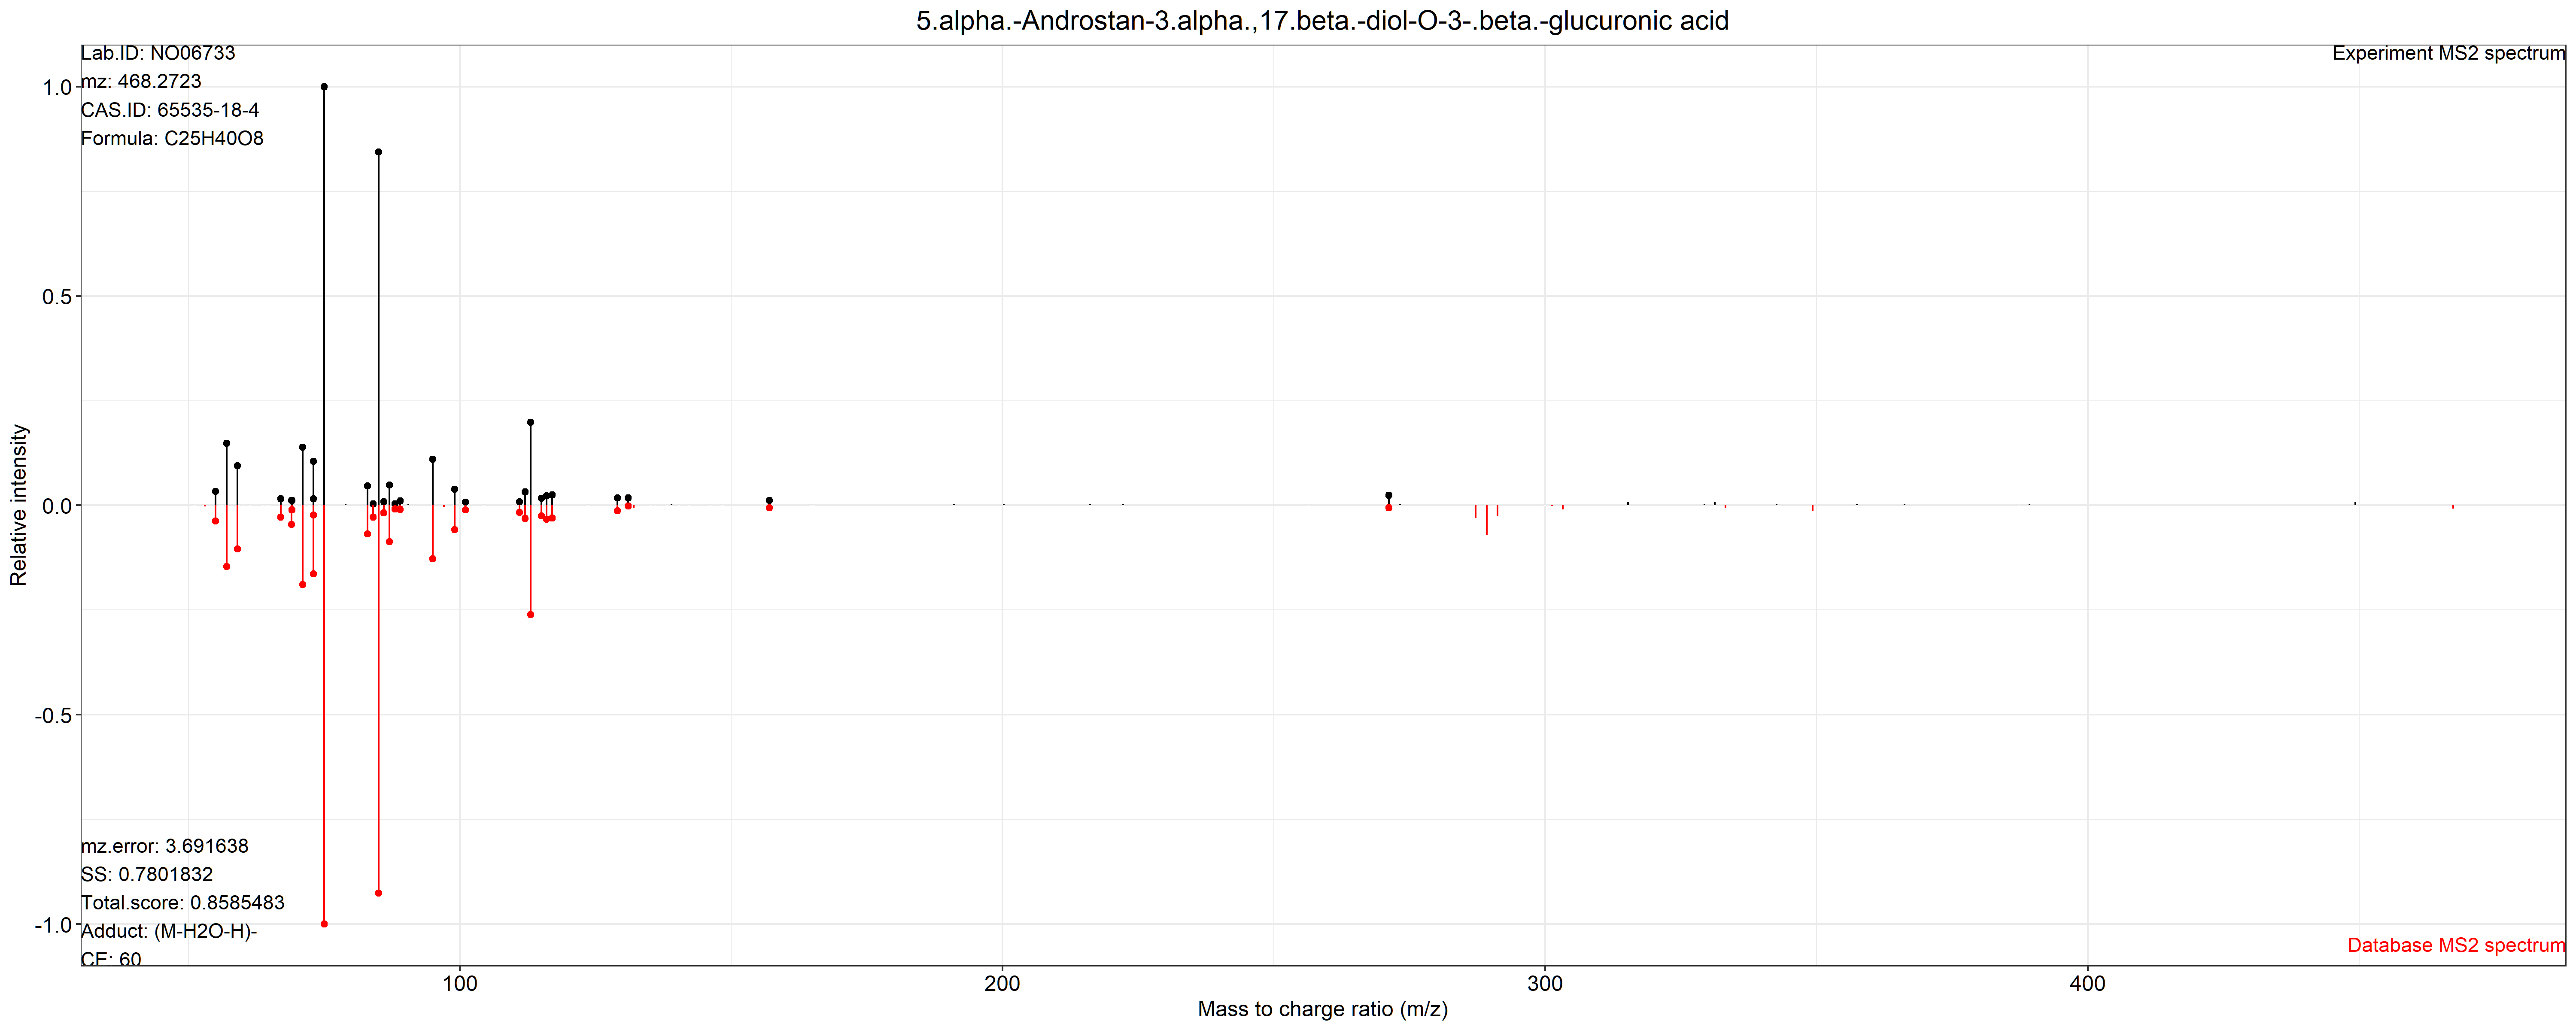 5.alpha.-Androstan-3.alpha.,17.beta.-diol-O-3-.beta.-glucuronic acid
Lab.ID: NO06733
Experiment MS2 spectrum
mz: 468.2723
CAS.ID: 65535-18-4
Formula: C25H40O8
1.0
0.5
0.0
-0.5
-1.0
Relative intensity
mz.error: 3.691638
SS: 0.7801832
Total.score: 0.8585483
Adduct: (M-H2O-H)-
CE: 60
Database MS2 spectrum
100
200
300
400
Mass to charge ratio (m/z)